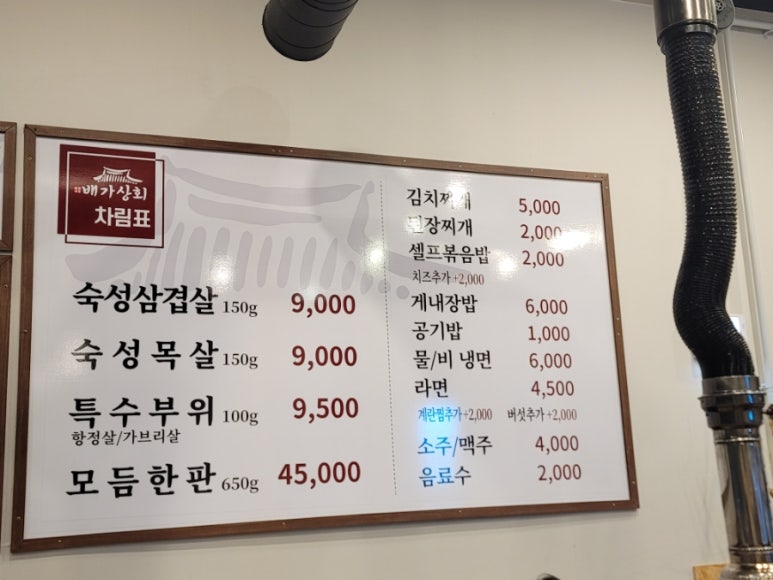 배가상회
차림표
숙성삼겹살 150g 9,000
숙성목살 150g 9,000
특수부위 100g 9,500
항정살/가브리살
모듬한판 650g 45,000
김치찌개 5,000
된장찌개 2,000
셀프볶음밥 2,000
치즈추가+2,000
게내장밥 6,000
공기밥 1,000
물/비 냉면 6,000
라면 4,500
계란찜추가+2,000 버섯추가+2,000
소주/맥주 4,000
음료수 2,000